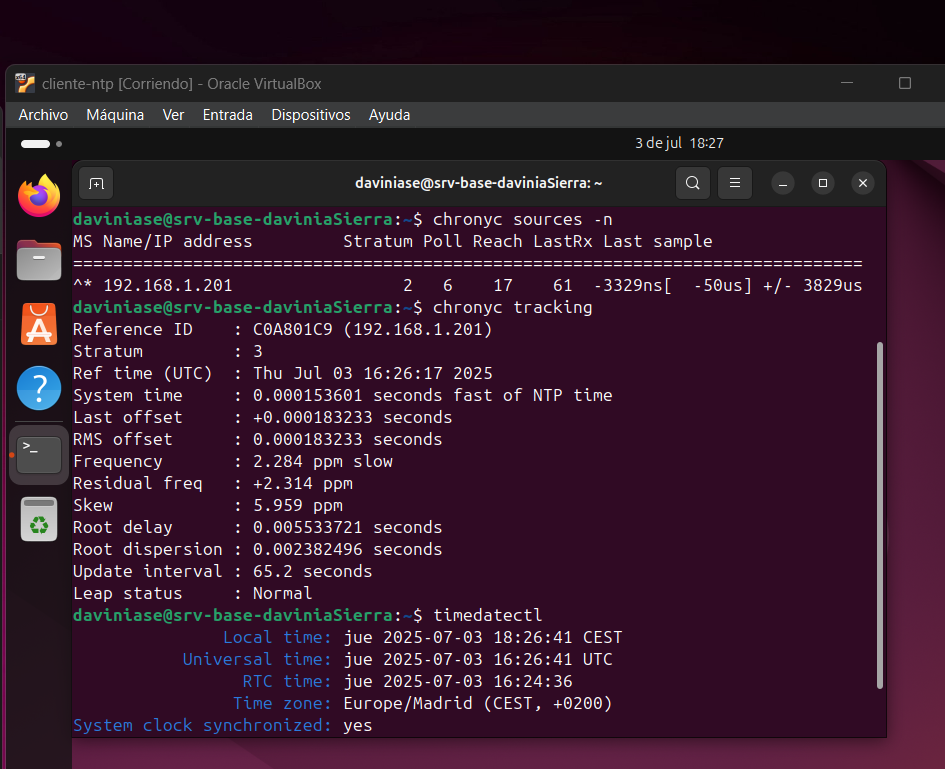 cliente-ntp [Corriendo] - Oracle VirtualBox
Archivo Máquina Ver Entrada Dispositivos Ayuda
3 de jul 18:27
daviniase@srv-base-daviniaSierra: ~
daviniase@srv-base-daviniaSierra:~$ chronyc sources -n
MS Name/IP address         Stratum Poll Reach LastRx Last sample
===============================================================================
^* 192.168.1.201                 2   6    17    61  -3329ns[  -50us] +/- 3829us
daviniase@srv-base-daviniaSierra:~$ chronyc tracking
Reference ID    : C0A801C9 (192.168.1.201)
Stratum         : 3
Ref time (UTC)  : Thu Jul 03 16:26:17 2025
System time     : 0.000153601 seconds fast of NTP time
Last offset     : +0.000183233 seconds
RMS offset      : 0.000183233 seconds
Frequency       : 2.284 ppm slow
Residual freq   : +2.314 ppm
Skew            : 5.959 ppm
Root delay      : 0.005533721 seconds
Root dispersion : 0.002382496 seconds
Update interval : 65.2 seconds
Leap status     : Normal
daviniase@srv-base-daviniaSierra:~$ timedatectl
               Local time: jue 2025-07-03 18:26:41 CEST
           Universal time: jue 2025-07-03 16:26:41 UTC
                 RTC time: jue 2025-07-03 16:24:36
                Time zone: Europe/Madrid (CEST, +0200)
System clock synchronized: yes